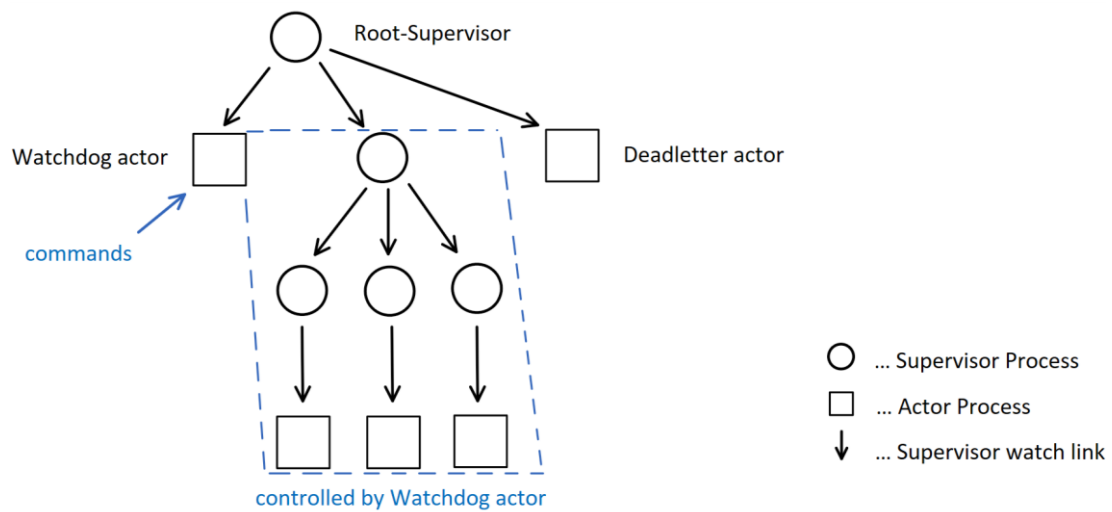 Root-Supervisor
Watchdog actor
Deadletter actor
commands
... Supervisor Process
... Actor Process
... Supervisor watch link
controlled by Watchdog actor